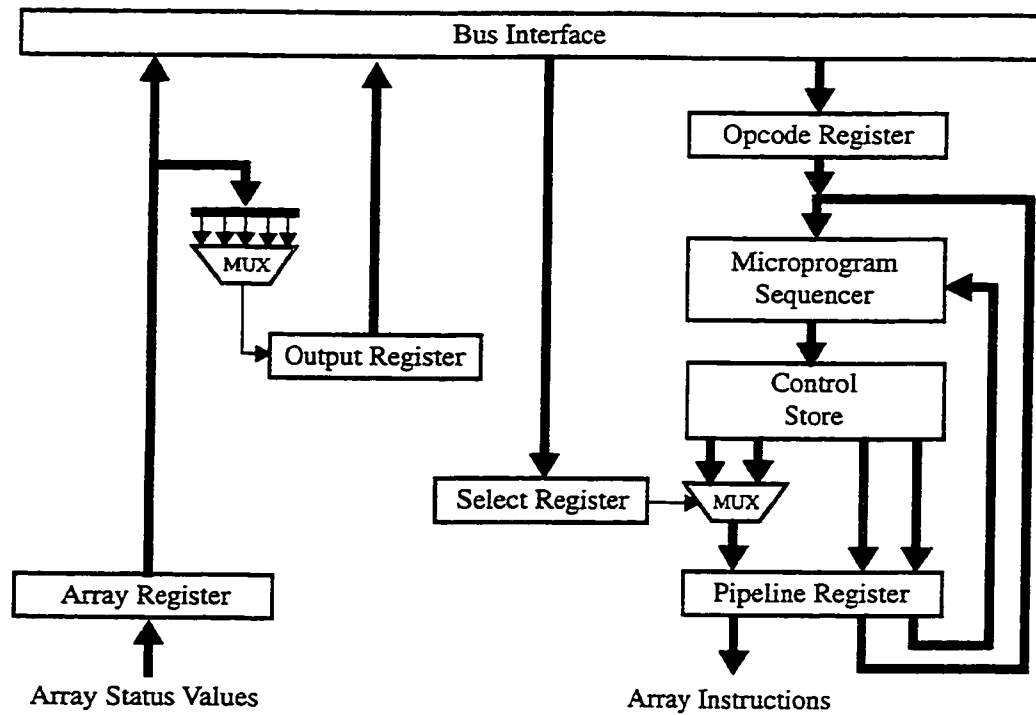 Bus Interface
Opcode Register
MUX
Microprogram
Sequencer
Output Register
Control
Store
Select Register
MUX
Array Register
Pipeline Register
Array Status Values
Array Instructions